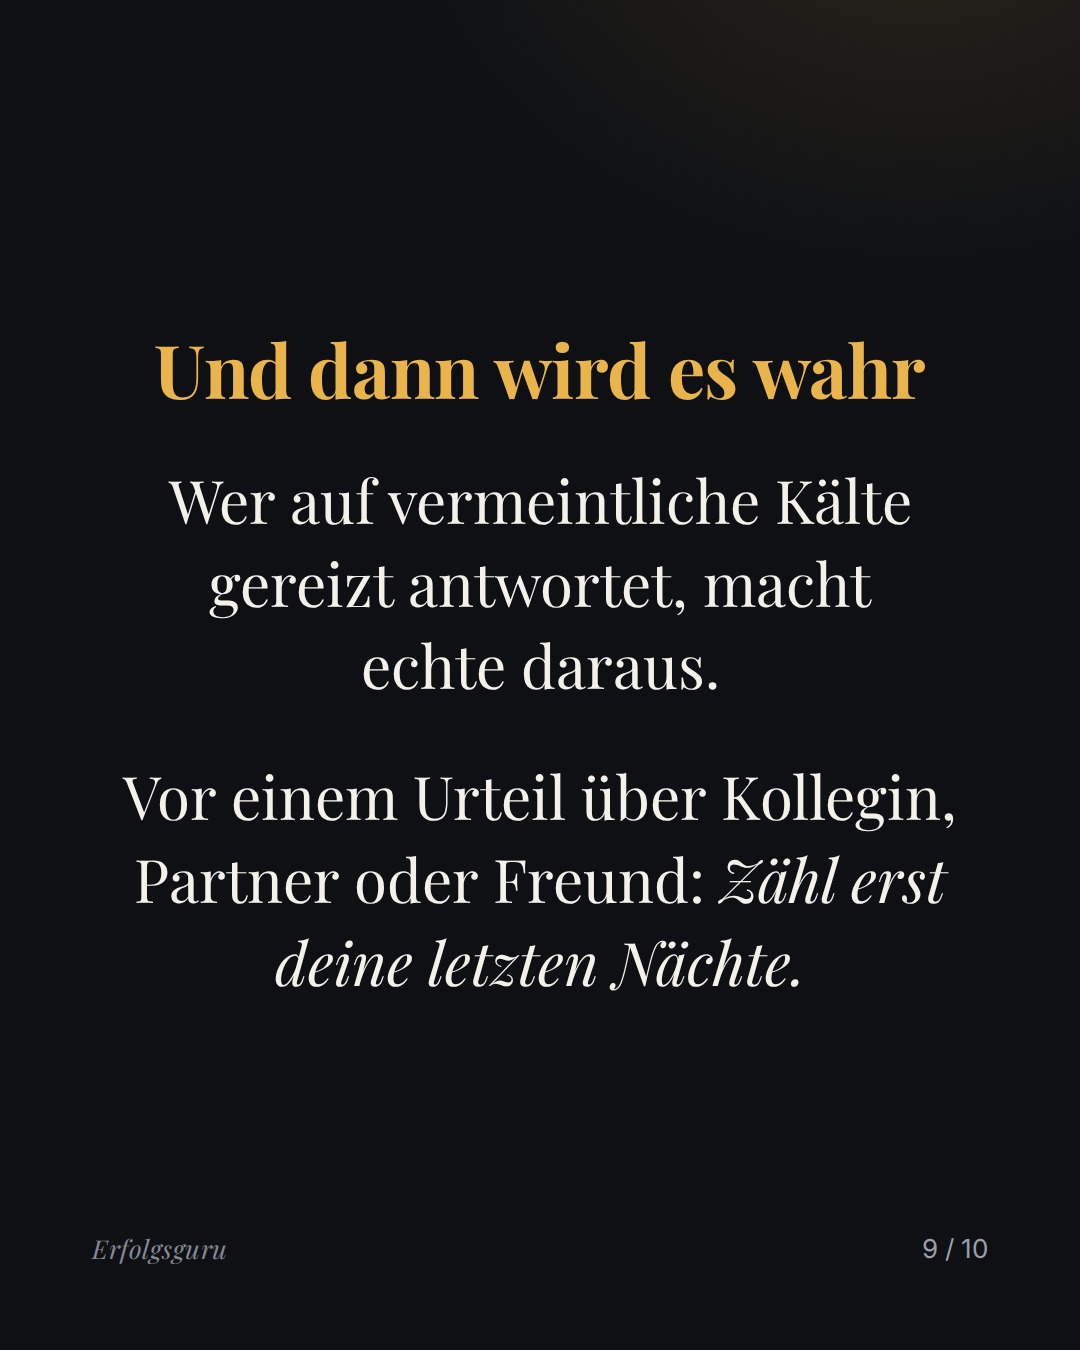 Und dann wird es wahr
Wer auf vermeintliche Kälte
gereizt antwortet, macht
echte daraus.
Vor einem Urteil über Kollegin,
Partner oder Freund: Zähl erst
deine letzten Nächte.
Erfolgsguru
9 / 10